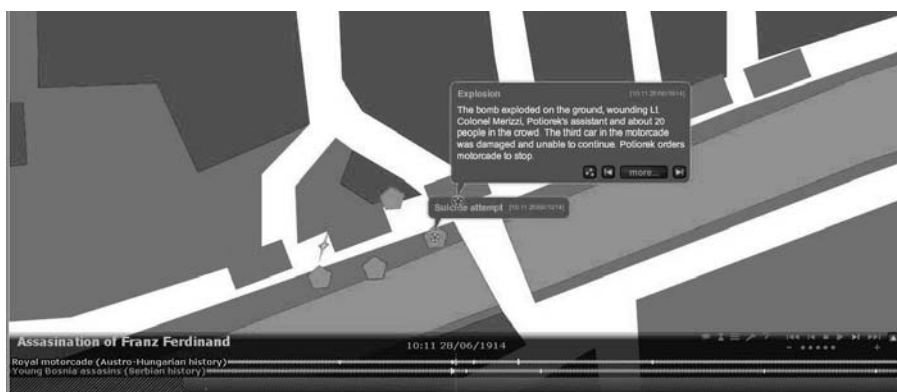 Explosion [10:11 28/06/1914]
The bomb exploded on the ground, wounding Lt
Colonel Merizzi, Potiorek's assistant and about 20
people in the crowd. The third car in the motorcade
was damaged and unable to continue. Potiorek orders
motorcade to stop.
more...
Suicide attempt [10:11 28/06/1914]
Assasination of Franz Ferdinand
10:11 28/06/1914
Royal motorcade (Austro-Hungarian history)
Young Bosnia assasins (Serbian history)